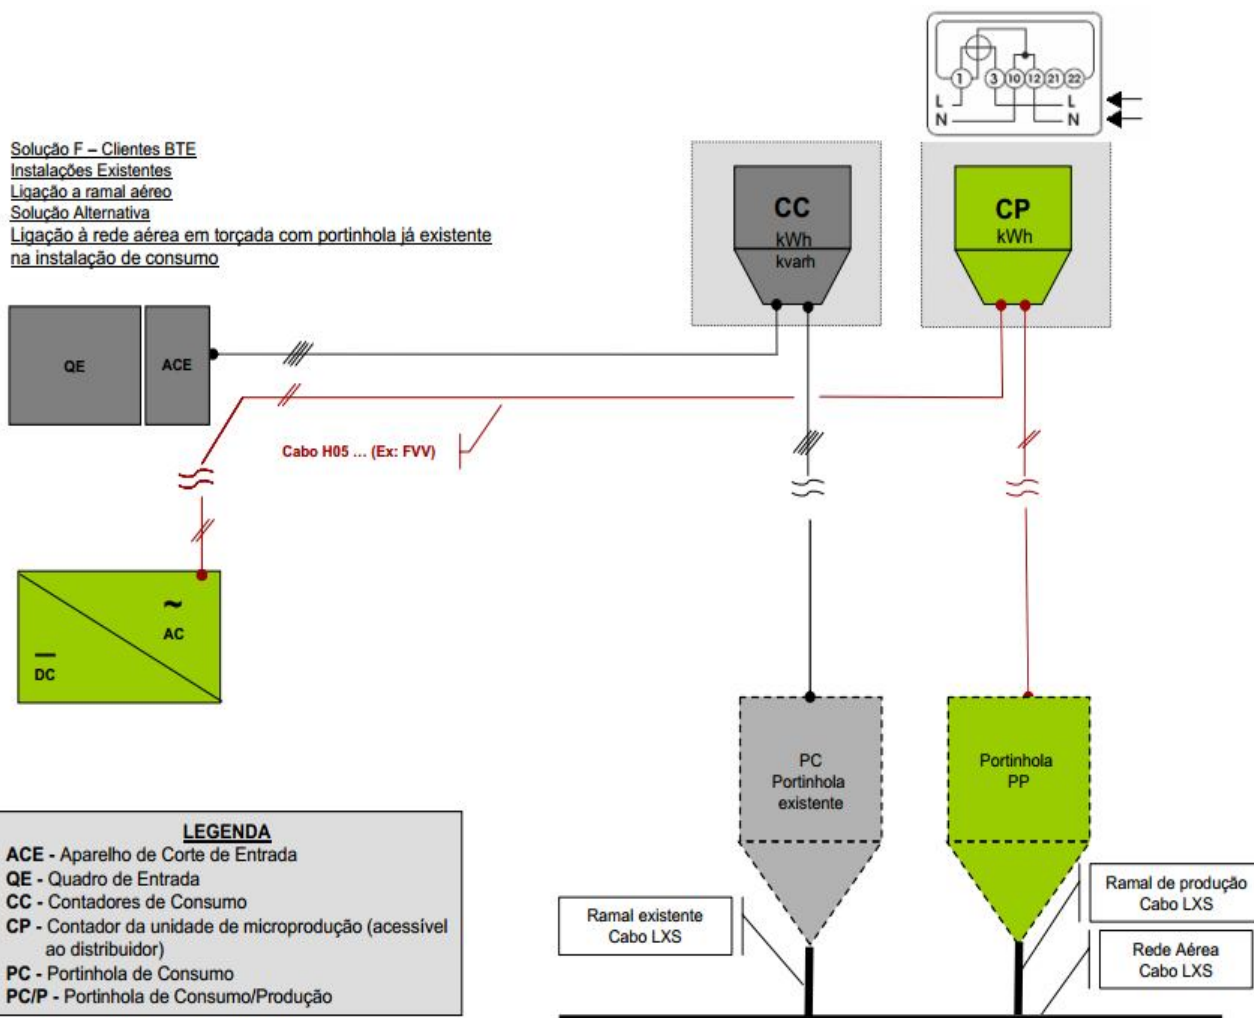 1 3 10 12 21 22
L L
N N
Solução F – Clientes BTE
Instalações Existentes
Ligação a ramal aéreo
Solução Alternativa
Ligação à rede aérea em torçada com portinhola já existente
na instalação de consumo
CC
kWh
kvarh
CP
kWh
QE
ACE
Cabo H05 ... (Ex: FVV)
~
AC
DC
PC
Portinhola
existente
Portinhola
PP
LEGENDA
ACE - Aparelho de Corte de Entrada
QE - Quadro de Entrada
CC - Contadores de Consumo
CP - Contador da unidade de microprodução (acessível
ao distribuidor)
PC - Portinhola de Consumo
PC/P - Portinhola de Consumo/Produção
Ramal existente
Cabo LXS
Ramal de produção
Cabo LXS
Rede Aérea
Cabo LXS